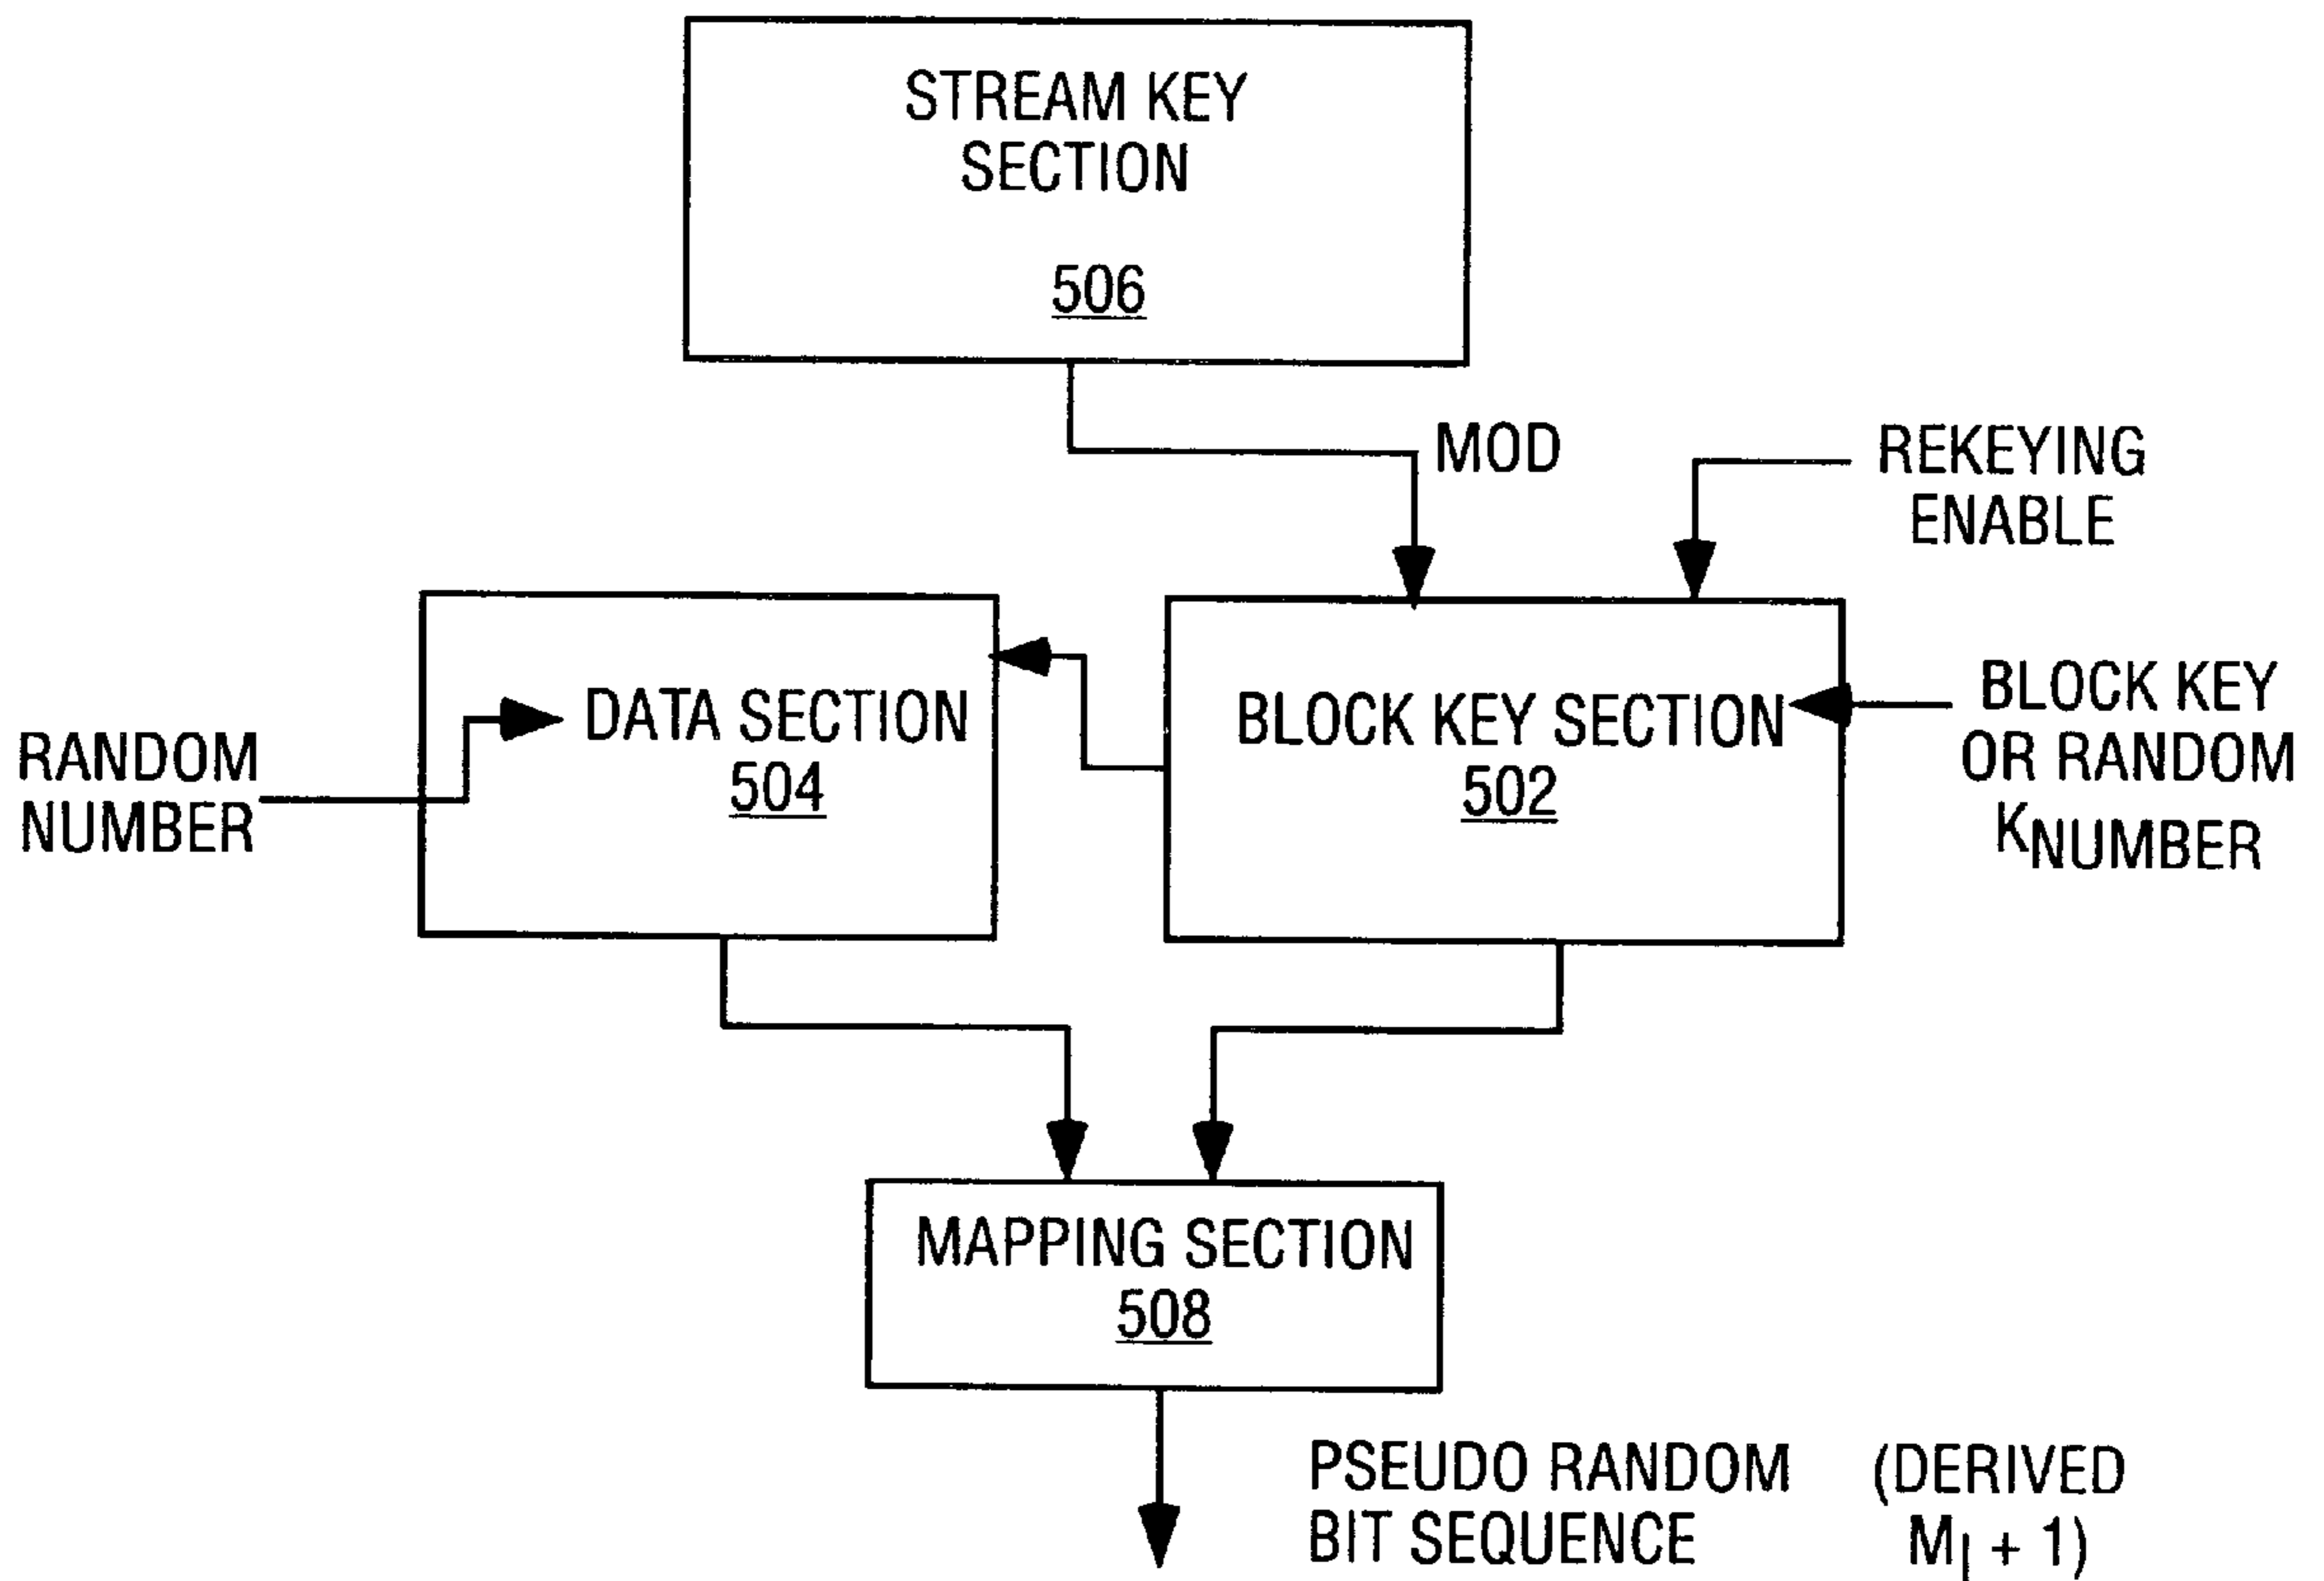 STREAM KEY
SECTION
506
MOD
REKEYING
ENABLE
DATA SECTION
504
BLOCK KEY SECTION
502
BLOCK KEY
OR RANDOM
KNUMBER
RANDOM
NUMBER
MAPPING SECTION
508
PSEUDO RANDOM (DERIVED
BIT SEQUENCE MI + 1)